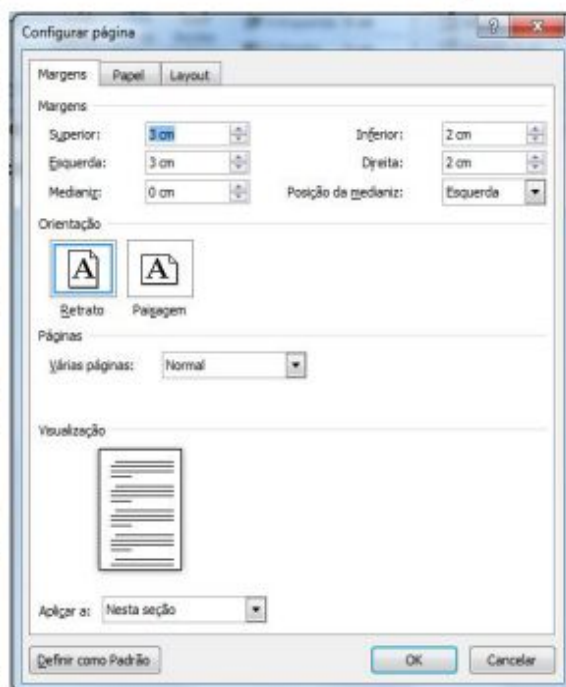 Configurar página
Margens Papel Layout
Margens
Superior: 3 cm Inferior: 2 cm
Esquerda: 3 cm Direita: 2 cm
Medianiz: 0 cm Posição da medianiz: Esquerda
Orientação
A A
Retrato Paisagem
Páginas
Várias páginas: Normal
Visualização
Aplicar a: Nesta seção
Definir como Padrão OK Cancelar